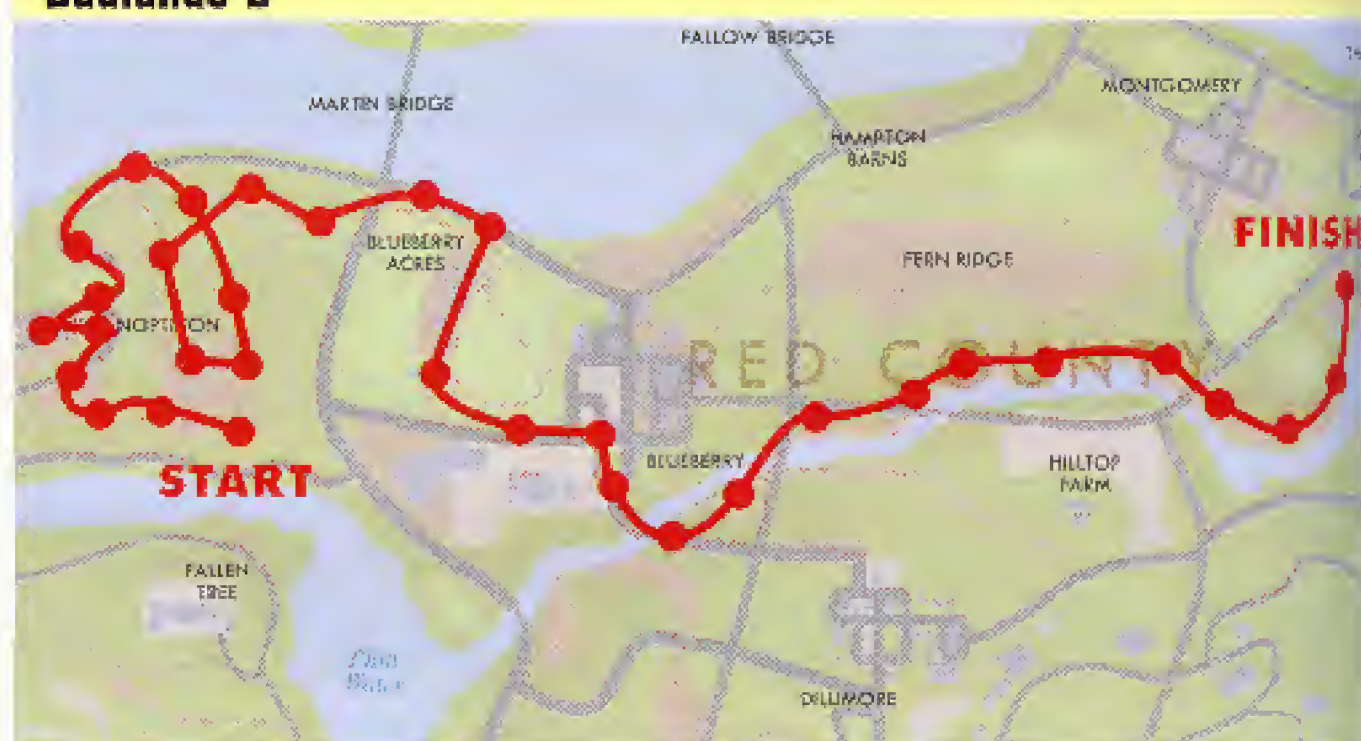 FALLOW BRIDGE
MARTIN BRIDGE
MONTGOMERY
HAMPTON
BARNS
BLUEBERRY
ACRES
FINISH
FERN RIDGE
RED COUNTY
BLUEBERRY
START
HILLTOP
FARM
FALLEN
TREE
DILLIMORE